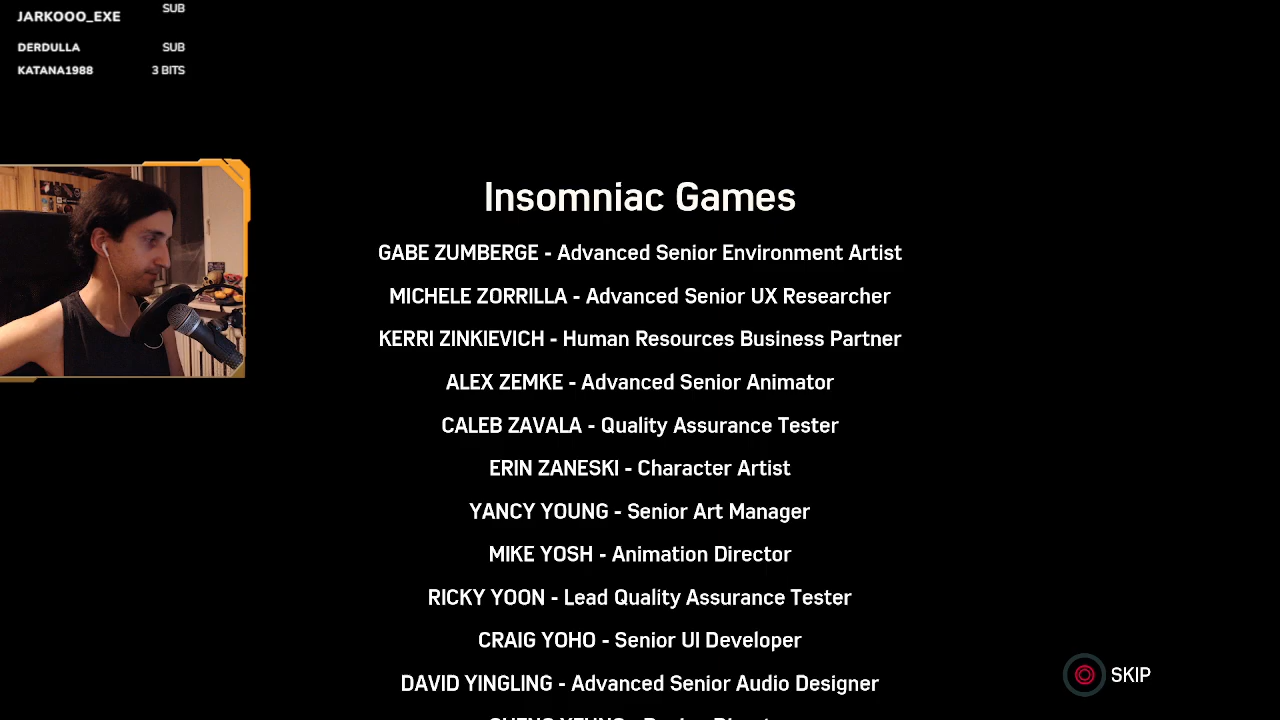 JARKOOO_EXE SUB
DERDULLA SUB
KATANA1988 3 BITS
Insomniac Games
GABE ZUMBERGE - Advanced Senior Environment Artist
MICHELE ZORRILLA - Advanced Senior UX Researcher
KERRI ZINKIEVICH - Human Resources Business Partner
ALEX ZEMKE - Advanced Senior Animator
CALEB ZAVALA - Quality Assurance Tester
ERIN ZANESKI - Character Artist
YANCY YOUNG - Senior Art Manager
MIKE YOSH - Animation Director
RICKY YOON - Lead Quality Assurance Tester
CRAIG YOHO - Senior UI Developer
DAVID YINGLING - Advanced Senior Audio Designer
SKIP